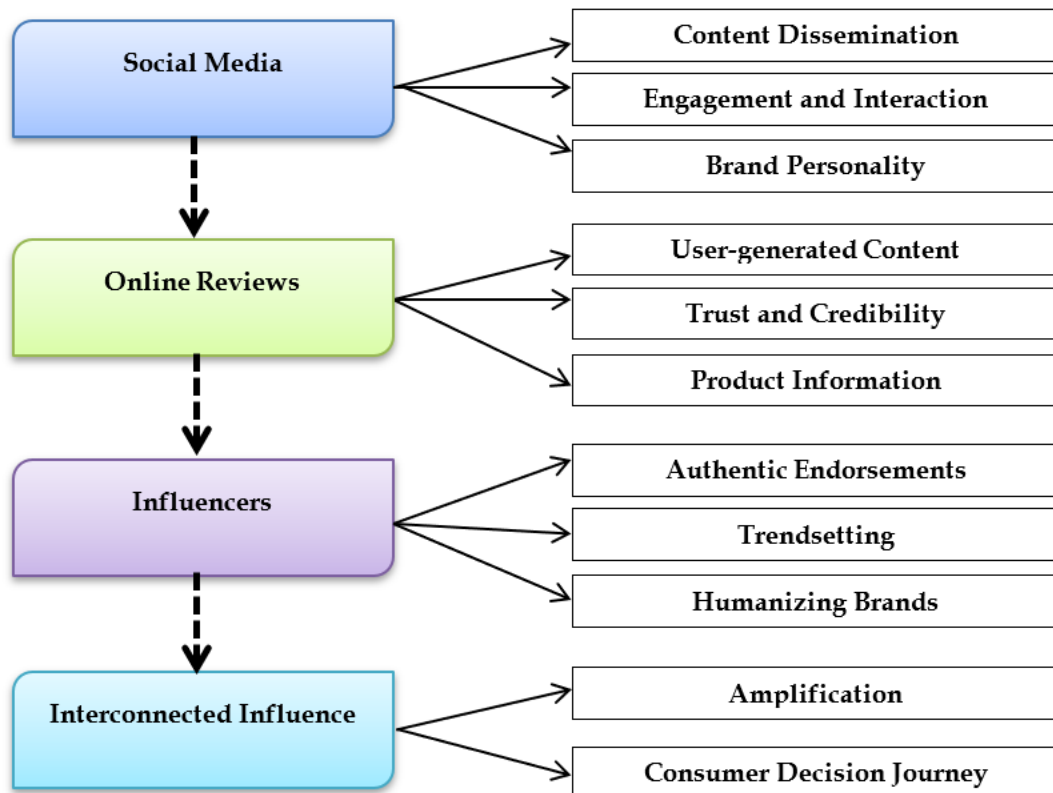 Social Media
Content Dissemination
Engagement and Interaction
Brand Personality
Online Reviews
User-generated Content
Trust and Credibility
Product Information
Influencers
Authentic Endorsements
Trendsetting
Humanizing Brands
Interconnected Influence
Amplification
Consumer Decision Journey